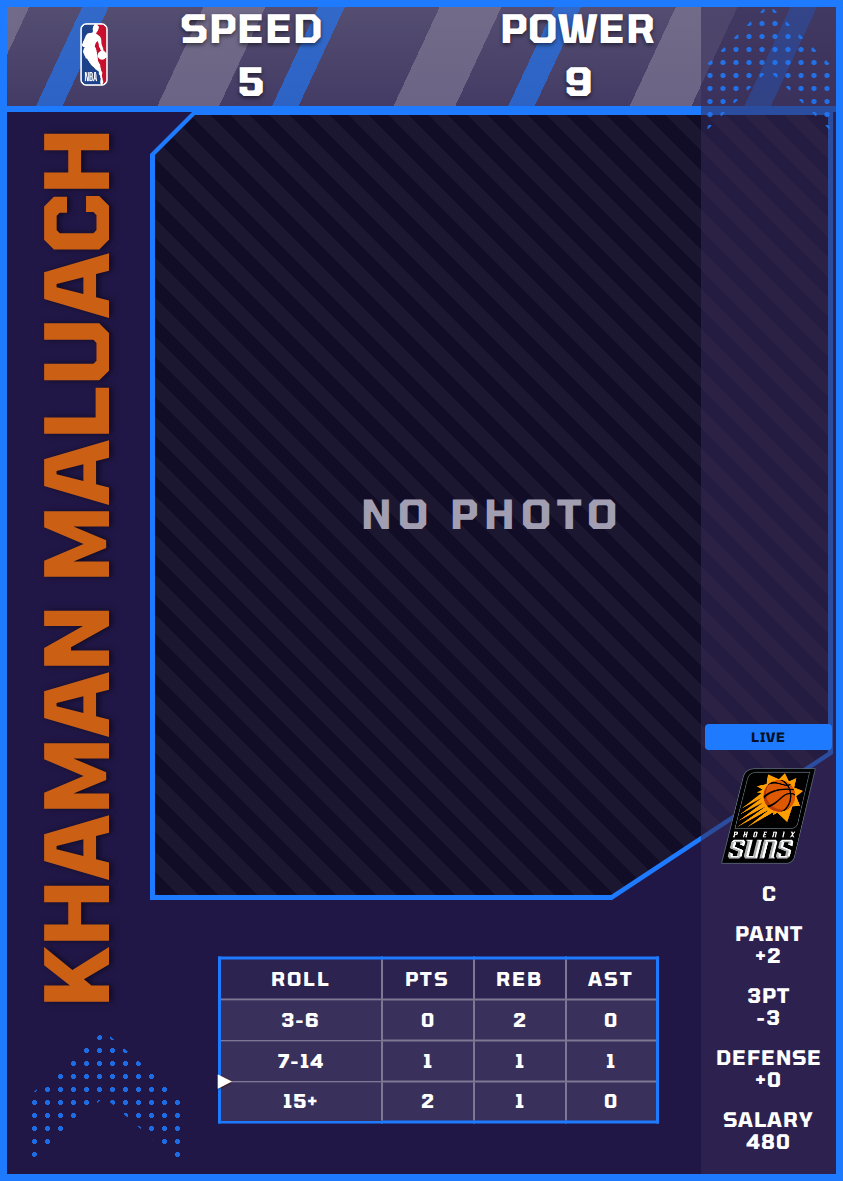 SPEED
5
POWER
9
NBA
KHAMAN MALUACH
NO PHOTO
LIVE
PHOENIX
SUNS
C
PAINT
+2
3PT
-3
DEFENSE
+0
SALARY
480
ROLL PTS REB AST
3-6 0 2 0
7-14 1 1 1
15+ 2 1 0